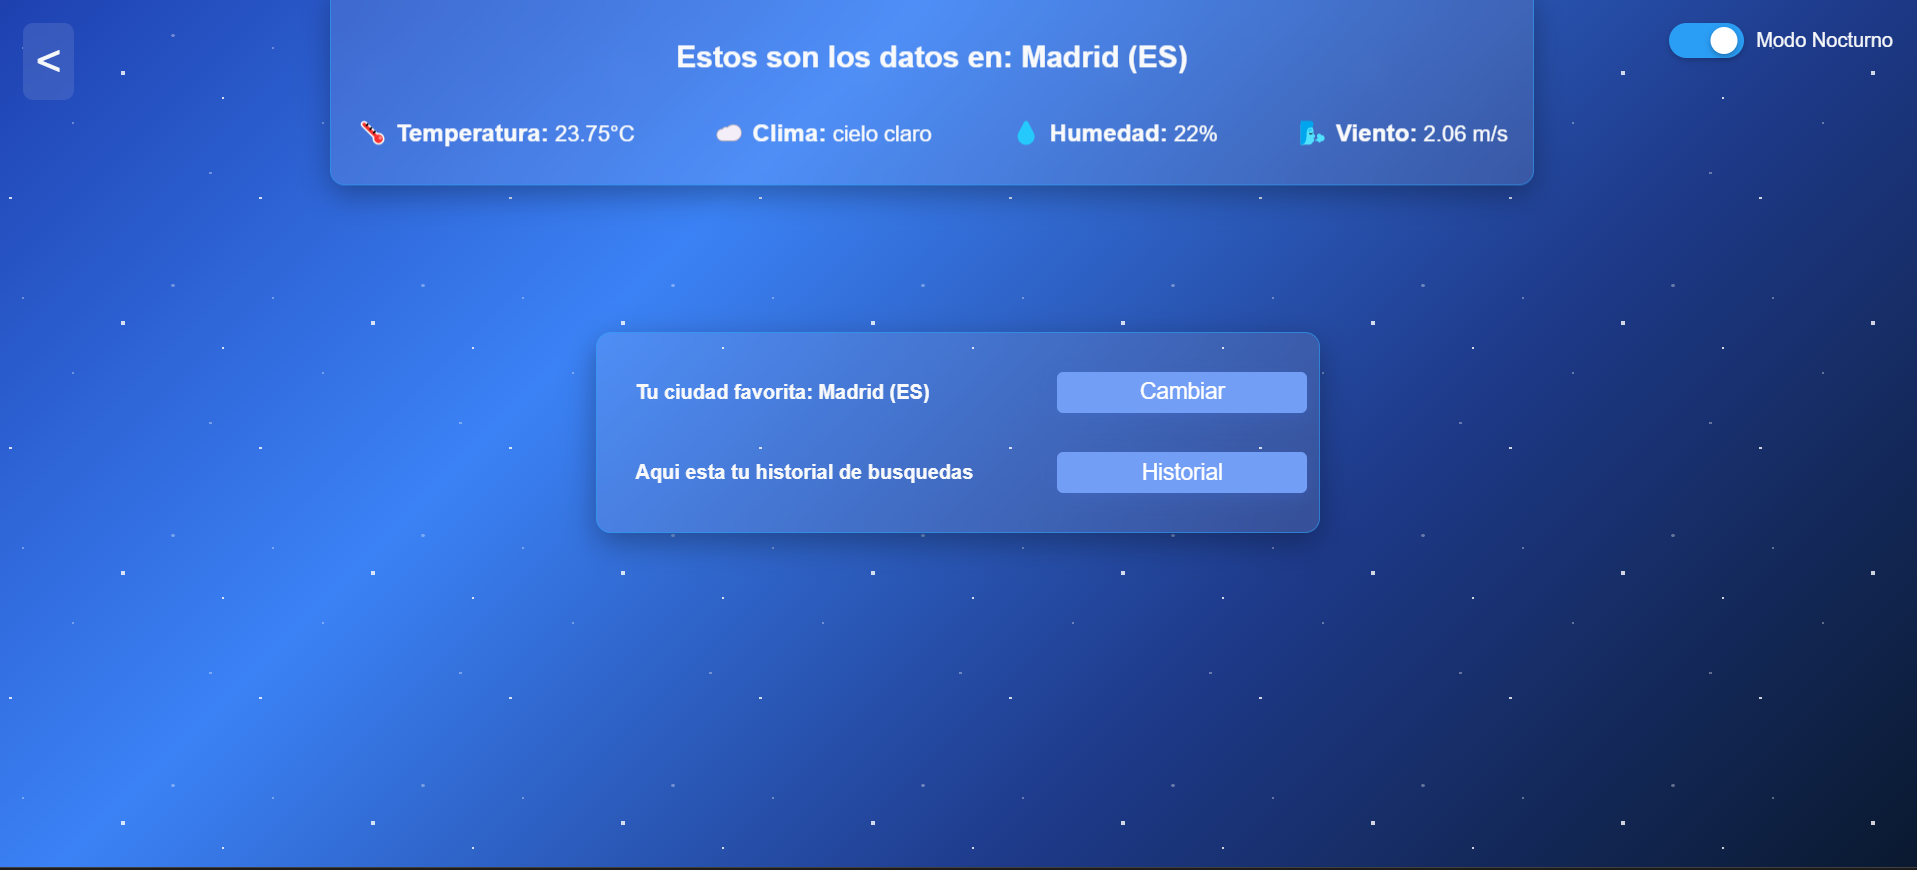 <
Modo Nocturno
Estos son los datos en: Madrid (ES)
Temperatura: 23.75°C
Clima: cielo claro
Humedad: 22%
Viento: 2.06 m/s
Tu ciudad favorita: Madrid (ES)
Cambiar
Aqui esta tu historial de busquedas
Historial